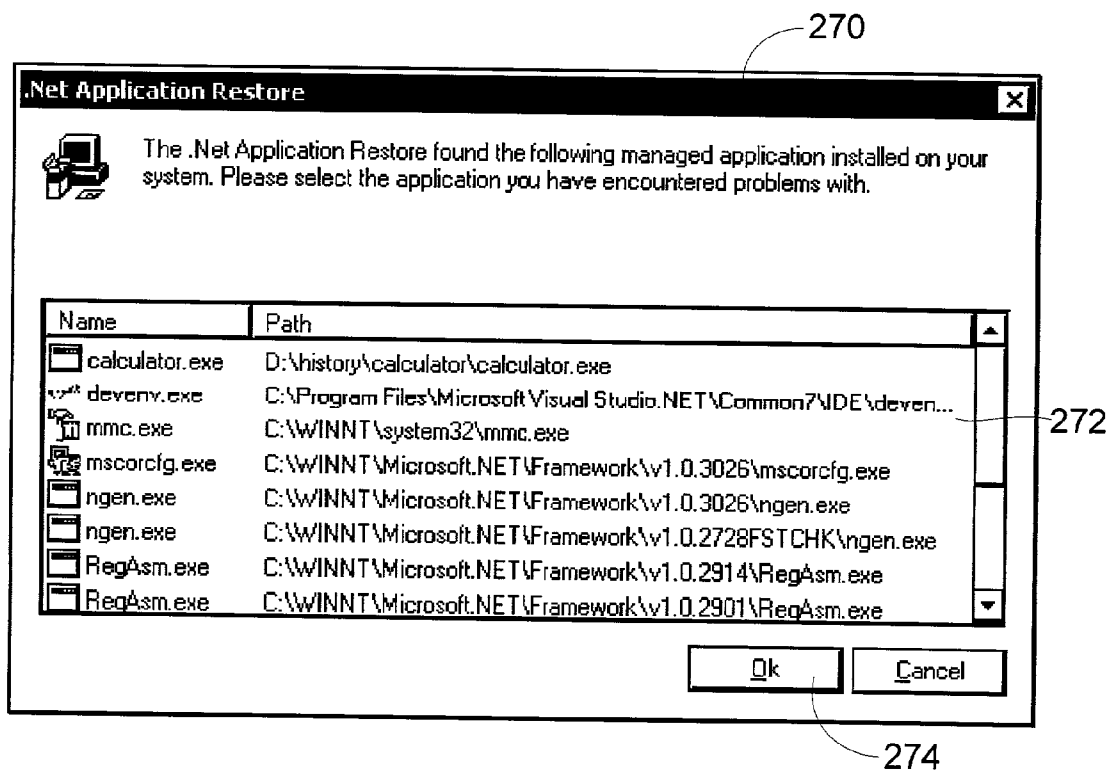 270
.Net Application Restore
The .Net Application Restore found the following managed application installed on your
system. Please select the application you have encountered problems with.
Name Path
calculator.exe D:\history\calculator\calculator.exe
devenv.exe C:\Program Files\Microsoft Visual Studio.NET\Common7\IDE\deven...
272
mmc.exe C:\WINNT\system32\mmc.exe
mscorcfg.exe C:\WINNT\Microsoft.NET\Framework\v1.0.3026\mscorcfg.exe
ngen.exe C:\WINNT\Microsoft.NET\Framework\v1.0.3026\ngen.exe
ngen.exe C:\WINNT\Microsoft.NET\Framework\v1.0.2728FSTCHK\ngen.exe
RegAsm.exe C:\WINNT\Microsoft.NET\Framework\v1.0.2914\RegAsm.exe
RegAsm.exe C:\WINNT\Microsoft.NET\Framework\v1.0.2901\RegAsm.exe
Ok Cancel
274